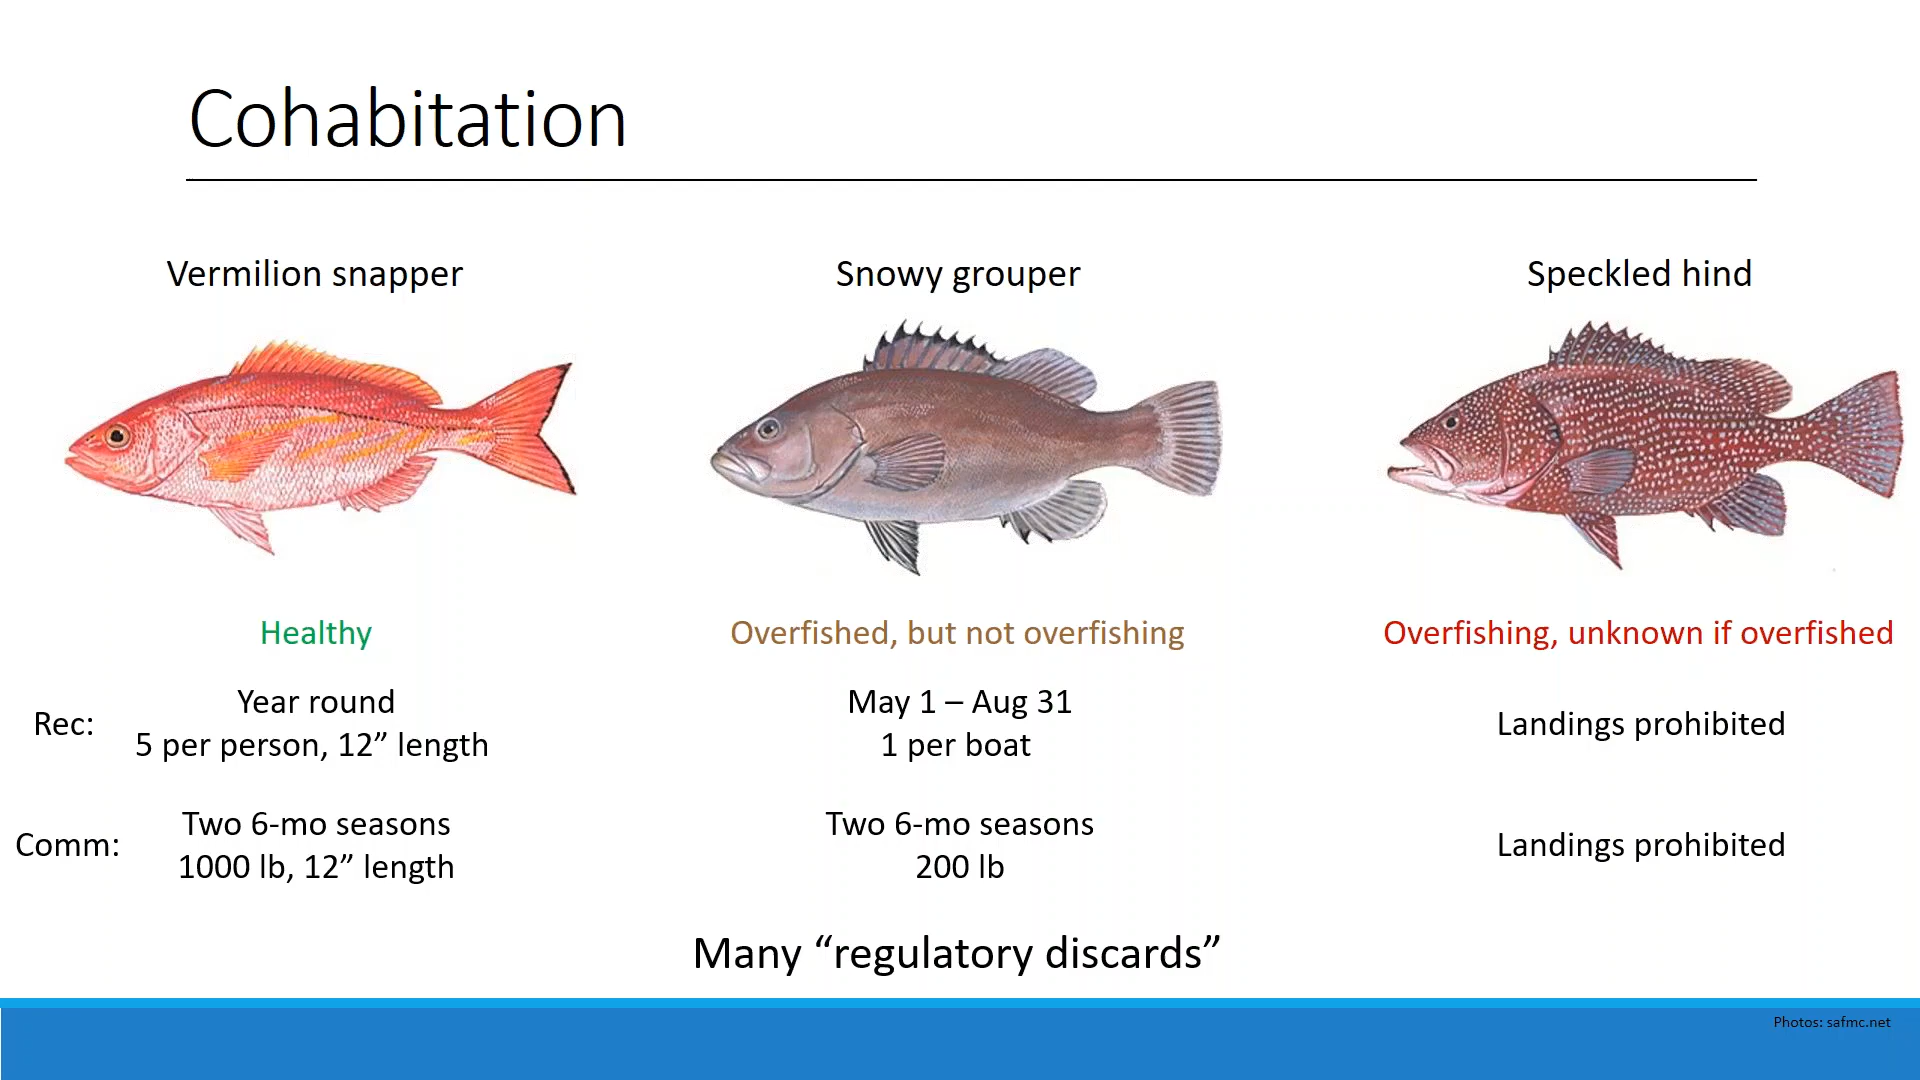 Cohabitation
Vermilion snapper
Snowy grouper
Speckled hind
Healthy
Overfished, but not overfishing
Overfishing, unknown if overfished
Rec:
Year round
5 per person, 12” length
May 1 – Aug 31
1 per boat
Landings prohibited
Comm:
Two 6-mo seasons
1000 lb, 12” length
Two 6-mo seasons
200 lb
Landings prohibited
Many “regulatory discards”
Photos: safmc.net